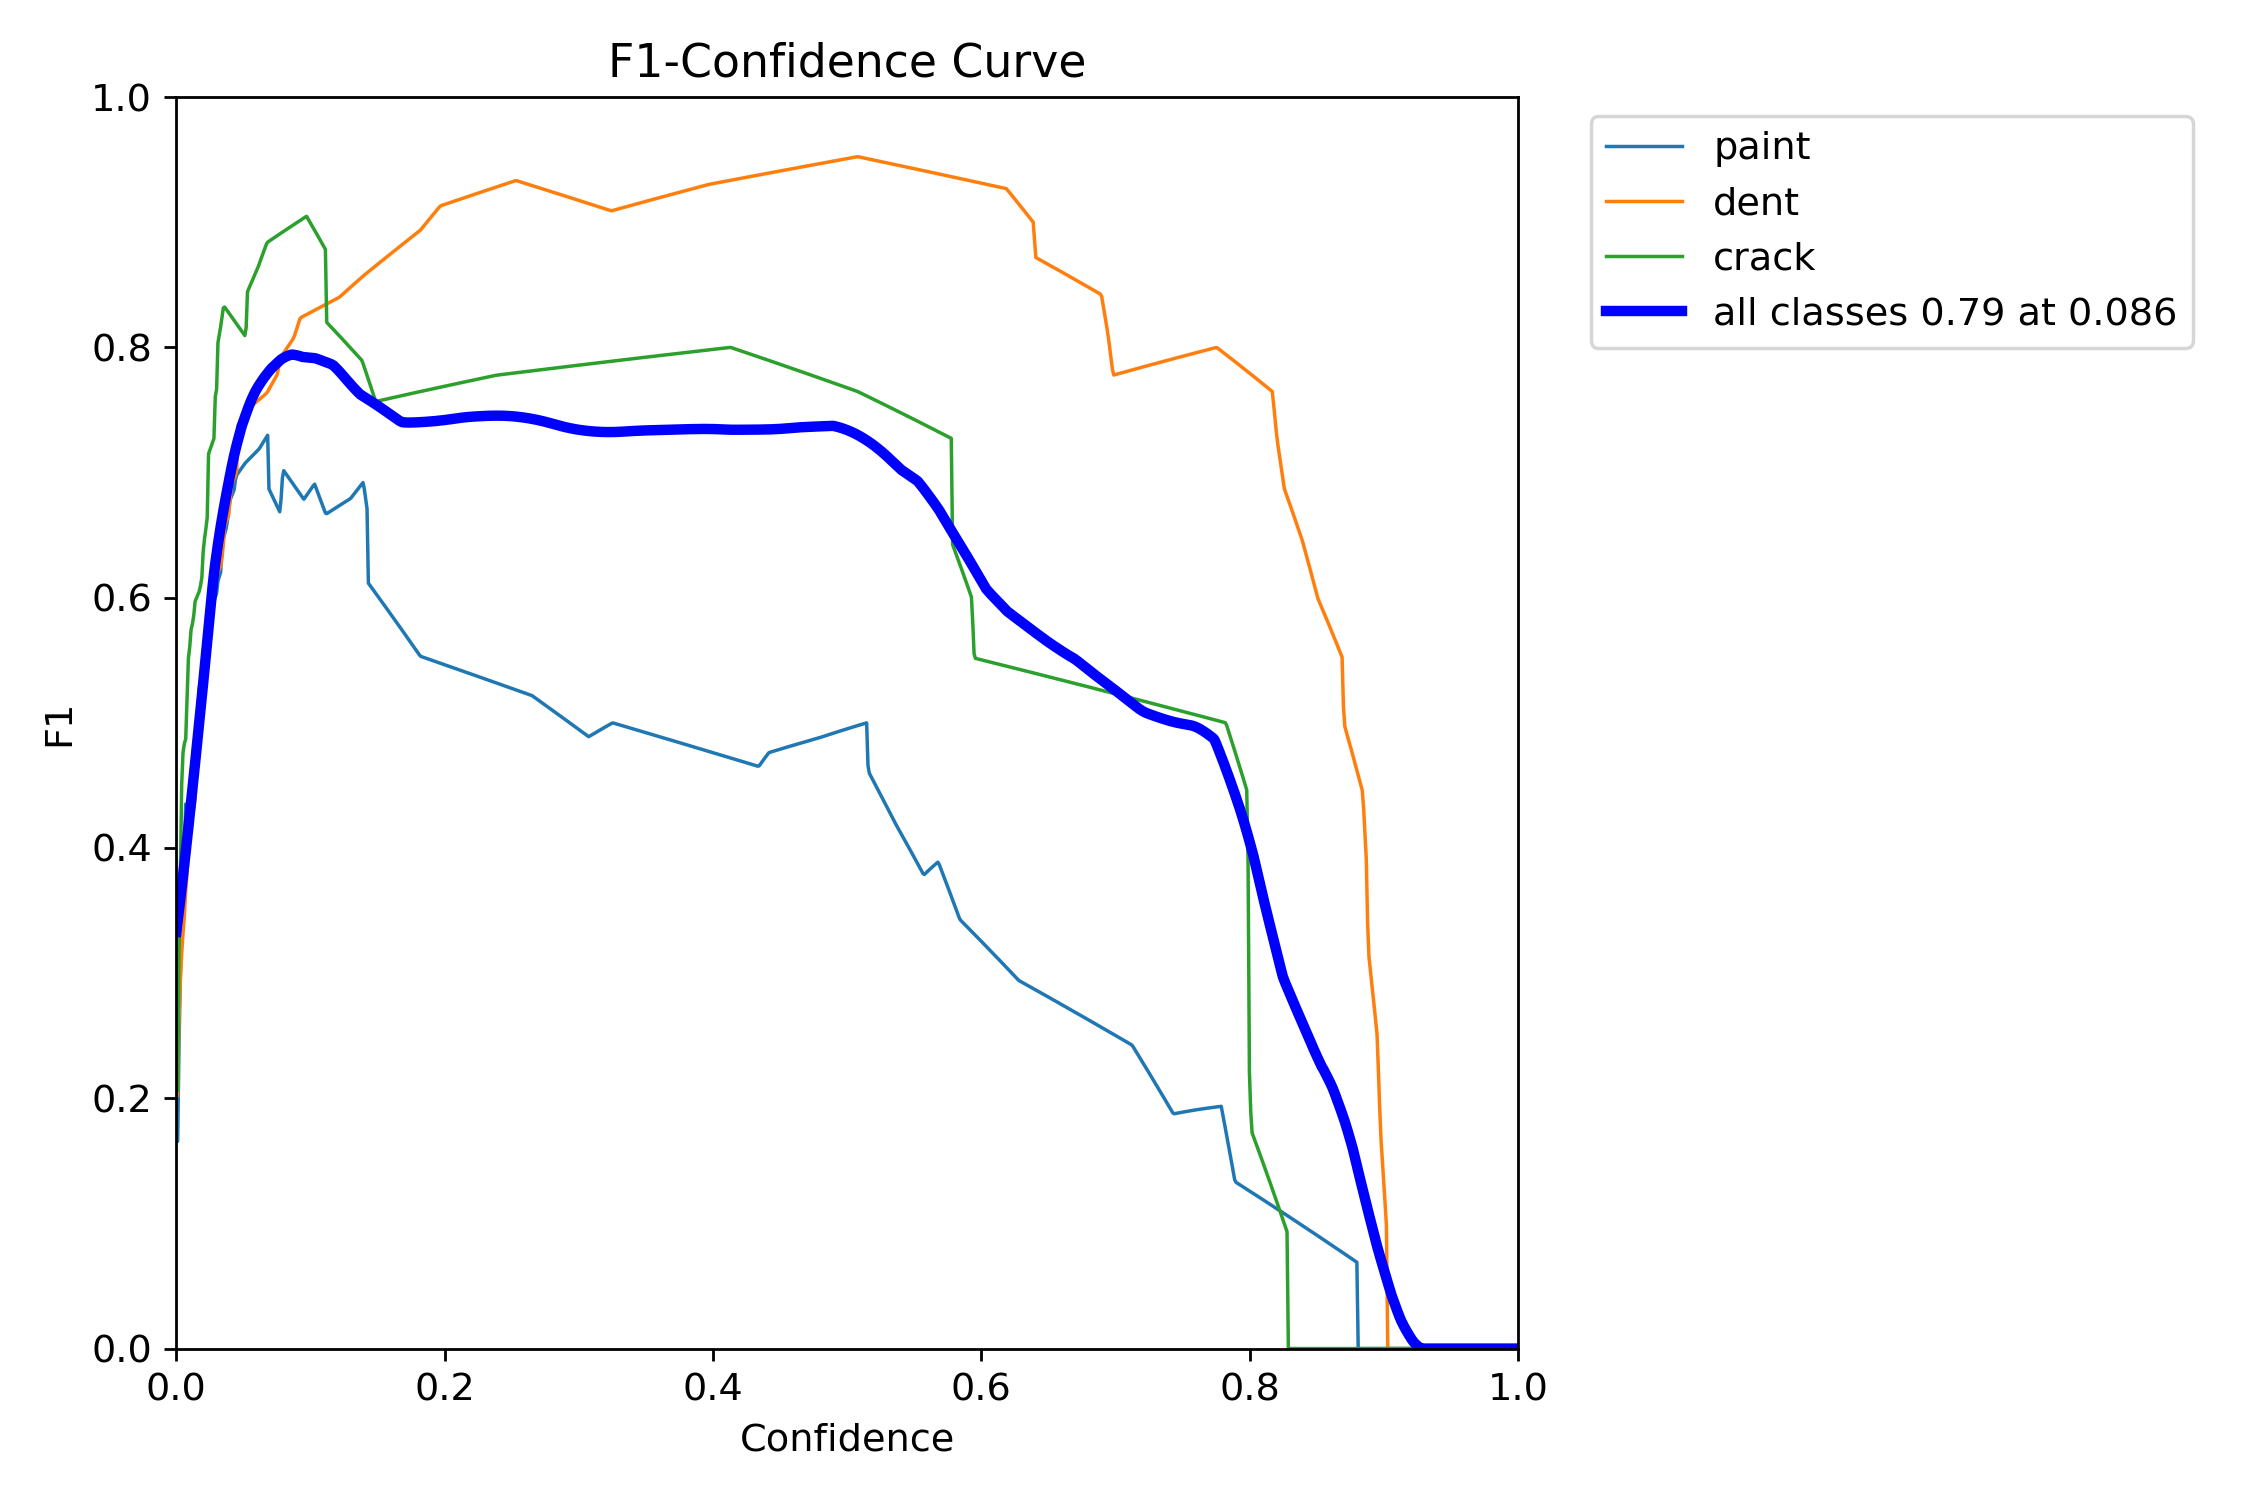 F1-Confidence Curve
1.0
0.8
0.6
0.4
0.2
0.0
F1
0.0 0.2 0.4 0.6 0.8 1.0
Confidence
paint
dent
crack
all classes 0.79 at 0.086